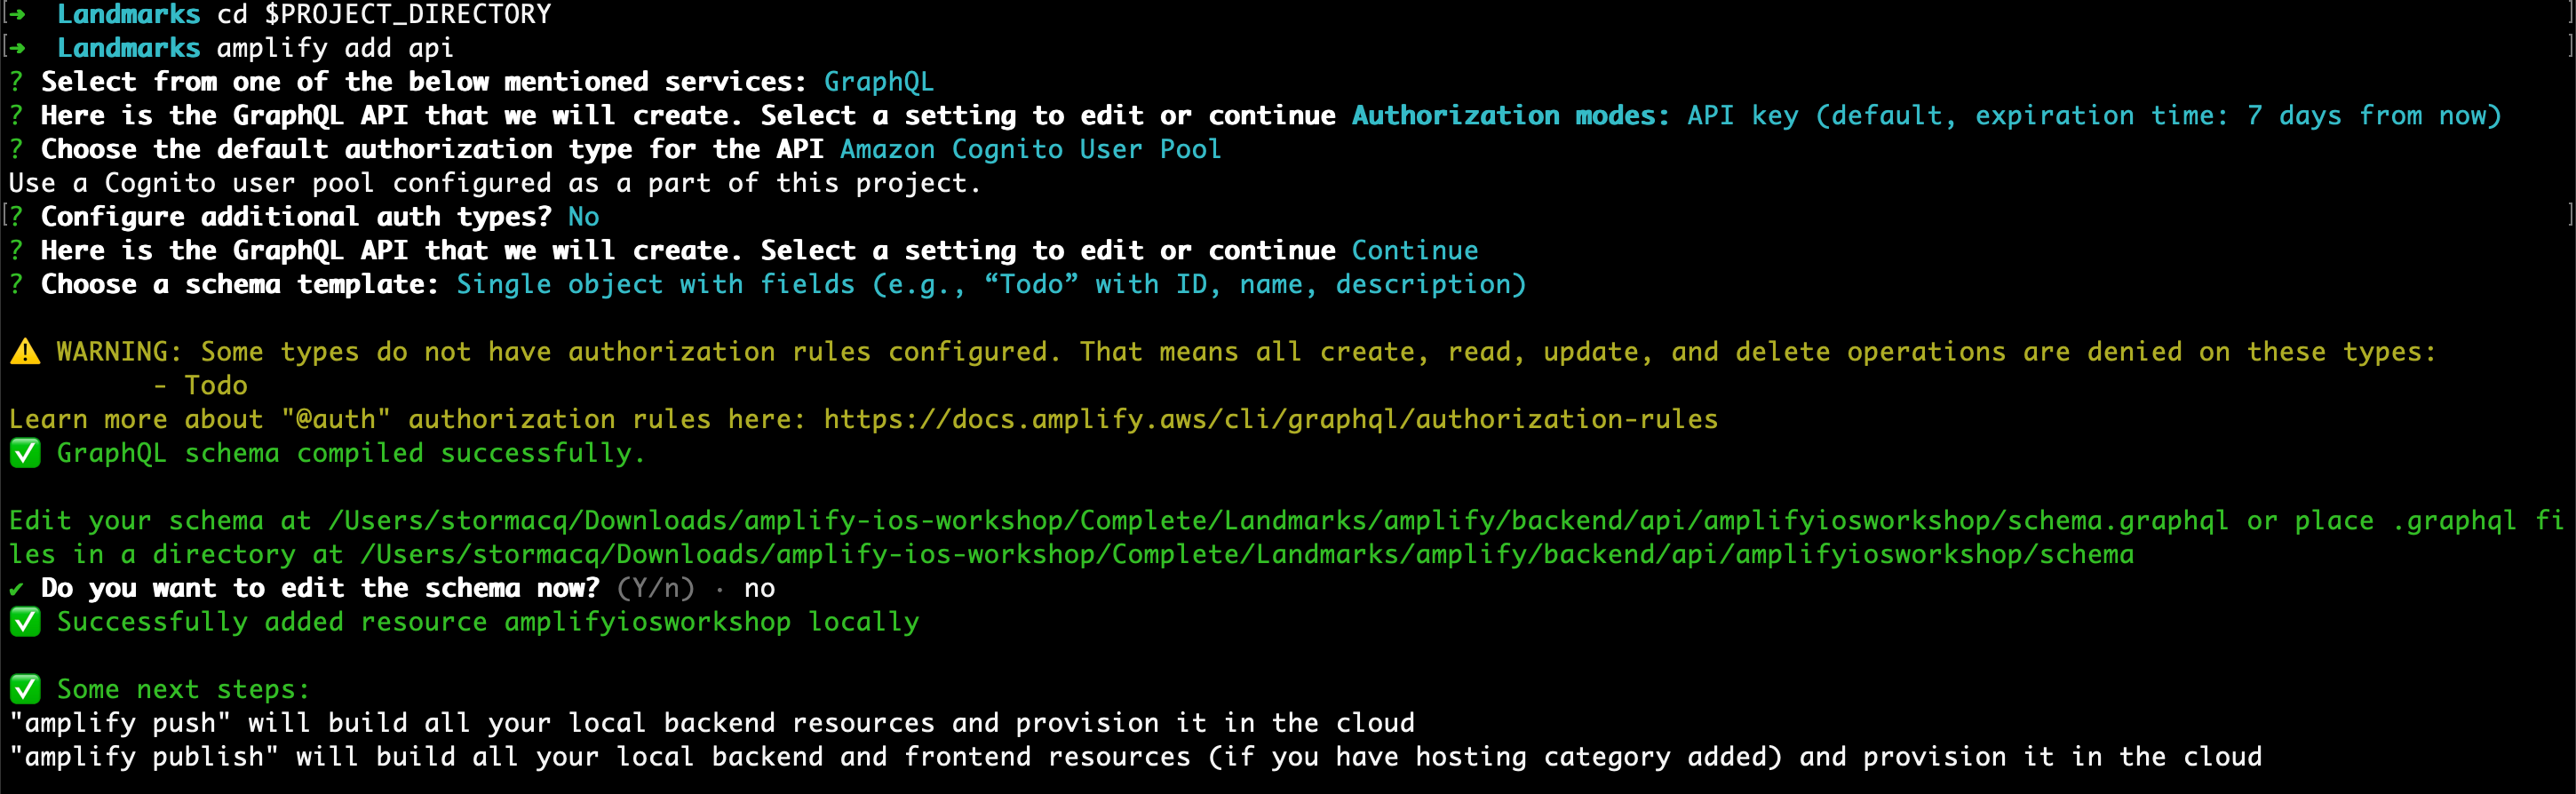 ➜  Landmarks cd $PROJECT_DIRECTORY
➜  Landmarks amplify add api
? Select from one of the below mentioned services: GraphQL
? Here is the GraphQL API that we will create. Select a setting to edit or continue Authorization modes: API key (default, expiration time: 7 days from now)
? Choose the default authorization type for the API Amazon Cognito User Pool
Use a Cognito user pool configured as a part of this project.
? Configure additional auth types? No
? Here is the GraphQL API that we will create. Select a setting to edit or continue Continue
? Choose a schema template: Single object with fields (e.g., “Todo” with ID, name, description)
⚠️ WARNING: Some types do not have authorization rules configured. That means all create, read, update, and delete operations are denied on these types:
- Todo
Learn more about "@auth" authorization rules here: https://docs.amplify.aws/cli/graphql/authorization-rules
✅ GraphQL schema compiled successfully.
Edit your schema at /Users/stormacq/Downloads/amplify-ios-workshop/Complete/Landmarks/amplify/backend/api/amplifyiosworkshop/schema.graphql or place .graphql fi
les in a directory at /Users/stormacq/Downloads/amplify-ios-workshop/Complete/Landmarks/amplify/backend/api/amplifyiosworkshop/schema
✔ Do you want to edit the schema now? (Y/n) · no
✅ Successfully added resource amplifyiosworkshop locally
✅ Some next steps:
"amplify push" will build all your local backend resources and provision it in the cloud
"amplify publish" will build all your local backend and frontend resources (if you have hosting category added) and provision it in the cloud